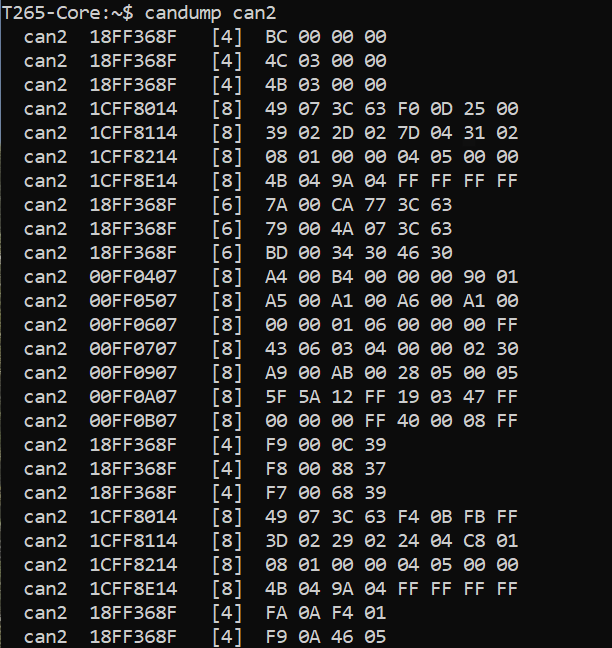 T265-Core:~$ candump can2
can2  18FF368F   [4]  BC 00 00 00
can2  18FF368F   [4]  4C 03 00 00
can2  18FF368F   [4]  4B 03 00 00
can2  1CFF8014   [8]  49 07 3C 63 F0 0D 25 00
can2  1CFF8114   [8]  39 02 2D 02 7D 04 31 02
can2  1CFF8214   [8]  08 01 00 00 04 05 00 00
can2  1CFF8E14   [8]  4B 04 9A 04 FF FF FF FF
can2  18FF368F   [6]  7A 00 CA 77 3C 63
can2  18FF368F   [6]  79 00 4A 07 3C 63
can2  18FF368F   [6]  BD 00 34 30 46 30
can2  00FF0407   [8]  A4 00 B4 00 00 00 90 01
can2  00FF0507   [8]  A5 00 A1 00 A6 00 A1 00
can2  00FF0607   [8]  00 00 01 06 00 00 00 FF
can2  00FF0707   [8]  43 06 03 04 00 00 02 30
can2  00FF0907   [8]  A9 00 AB 00 28 05 00 05
can2  00FF0A07   [8]  5F 5A 12 FF 19 03 47 FF
can2  00FF0B07   [8]  00 00 00 FF 40 00 08 FF
can2  18FF368F   [4]  F9 00 0C 39
can2  18FF368F   [4]  F8 00 88 37
can2  18FF368F   [4]  F7 00 68 39
can2  1CFF8014   [8]  49 07 3C 63 F4 0B FB FF
can2  1CFF8114   [8]  3D 02 29 02 24 04 C8 01
can2  1CFF8214   [8]  08 01 00 00 04 05 00 00
can2  1CFF8E14   [8]  4B 04 9A 04 FF FF FF FF
can2  18FF368F   [4]  FA 0A F4 01
can2  18FF368F   [4]  F9 0A 46 05